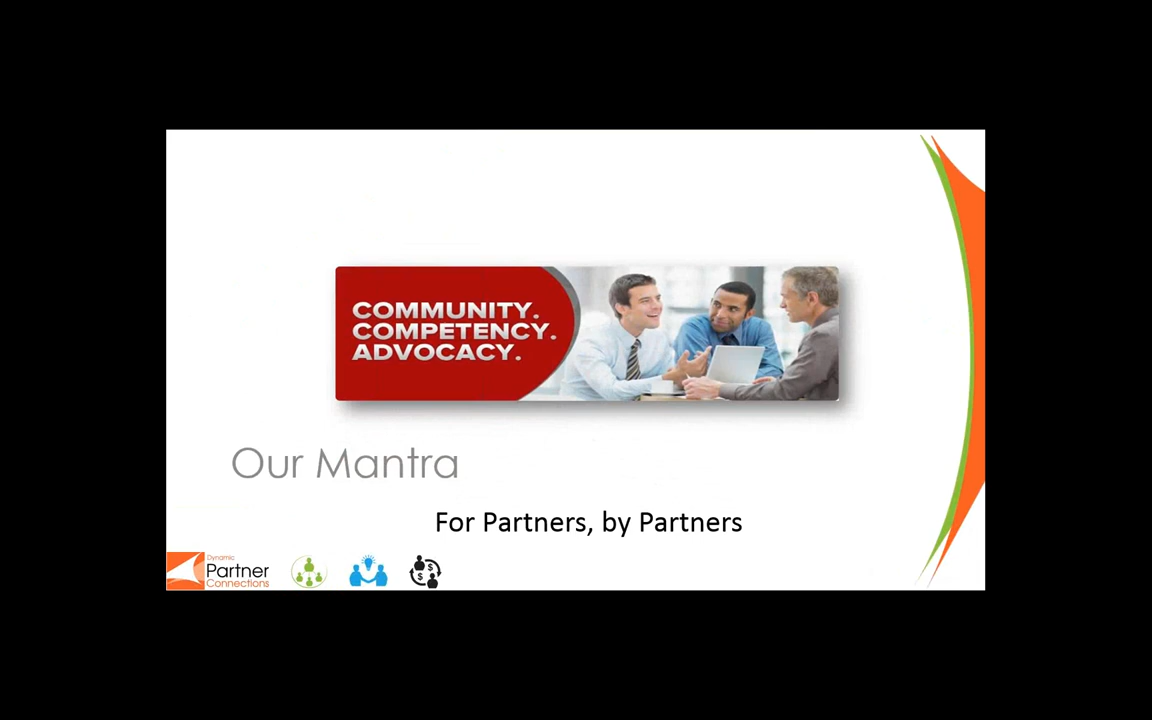 COMMUNITY.
COMPETENCY.
ADVOCACY.
Our Mantra
For Partners, by Partners
Dynamic
Partner
Connections
$
$